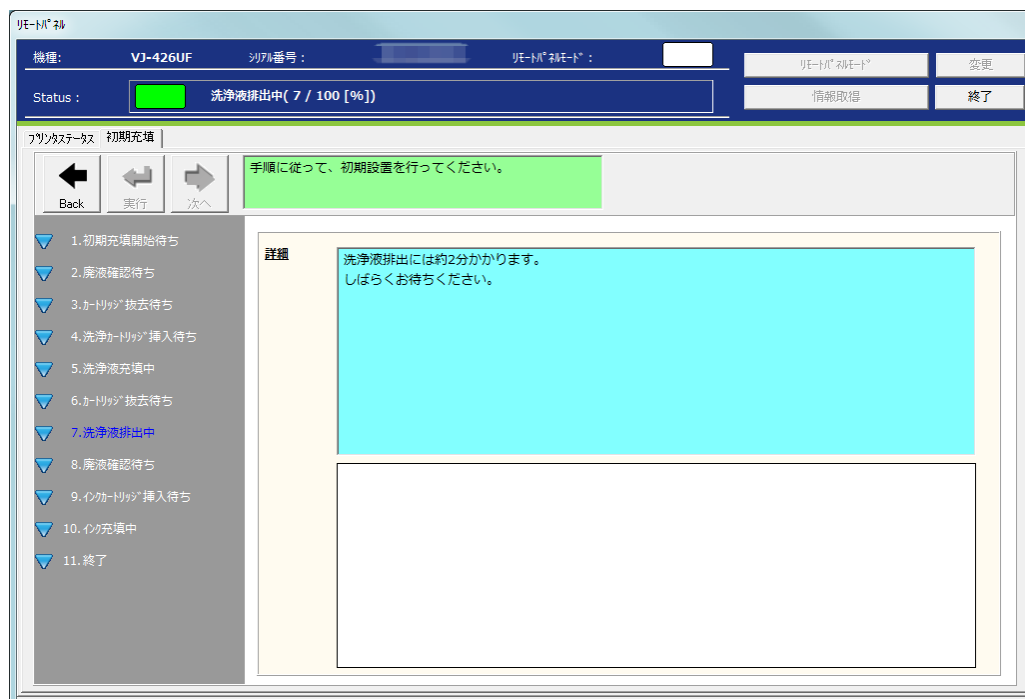 ﾘﾓｰﾄﾊﾟﾈﾙ
機種: VJ-426UF ｼﾘｱﾙ番号： ﾘﾓｰﾄﾊﾟﾈﾙﾓｰﾄﾞ：
ﾘﾓｰﾄﾊﾟﾈﾙﾓｰﾄﾞ 変更
Status : 洗浄液排出中( 7 / 100 [%])
情報取得 終了
ﾌﾟﾘﾝﾀｽﾃｰﾀｽ 初期充填
Back 実行 次へ
手順に従って、初期設置を行ってください。
1.初期充填開始待ち
2.廃液確認待ち
3.ｶｰﾄﾘｯｼﾞ抜去待ち
4.洗浄ｶｰﾄﾘｯｼﾞ挿入待ち
5.洗浄液充填中
6.ｶｰﾄﾘｯｼﾞ抜去待ち
7.洗浄液排出中
8.廃液確認待ち
9.ｲﾝｸｶｰﾄﾘｯｼﾞ挿入待ち
10.ｲﾝｸ充填中
11.終了
詳細
洗浄液排出には約2分かかります。
しばらくお待ちください。